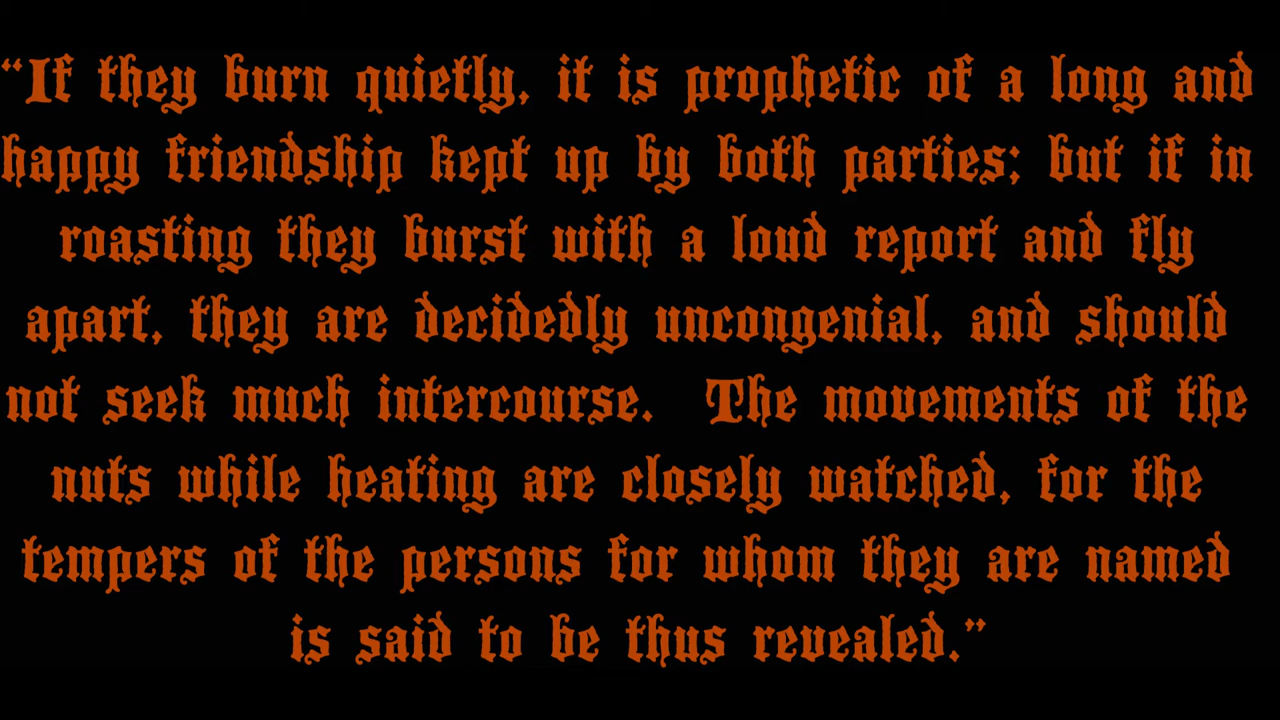 “If they burn quietly, it is prophetic of a long and
happy friendship kept up by both parties; but if in
roasting they burst with a loud report and fly
apart, they are decidedly uncongenial, and should
not seek much intercourse.  The movements of the
nuts while heating are closely watched, for the
tempers of the persons for whom they are named
is said to be thus revealed.”